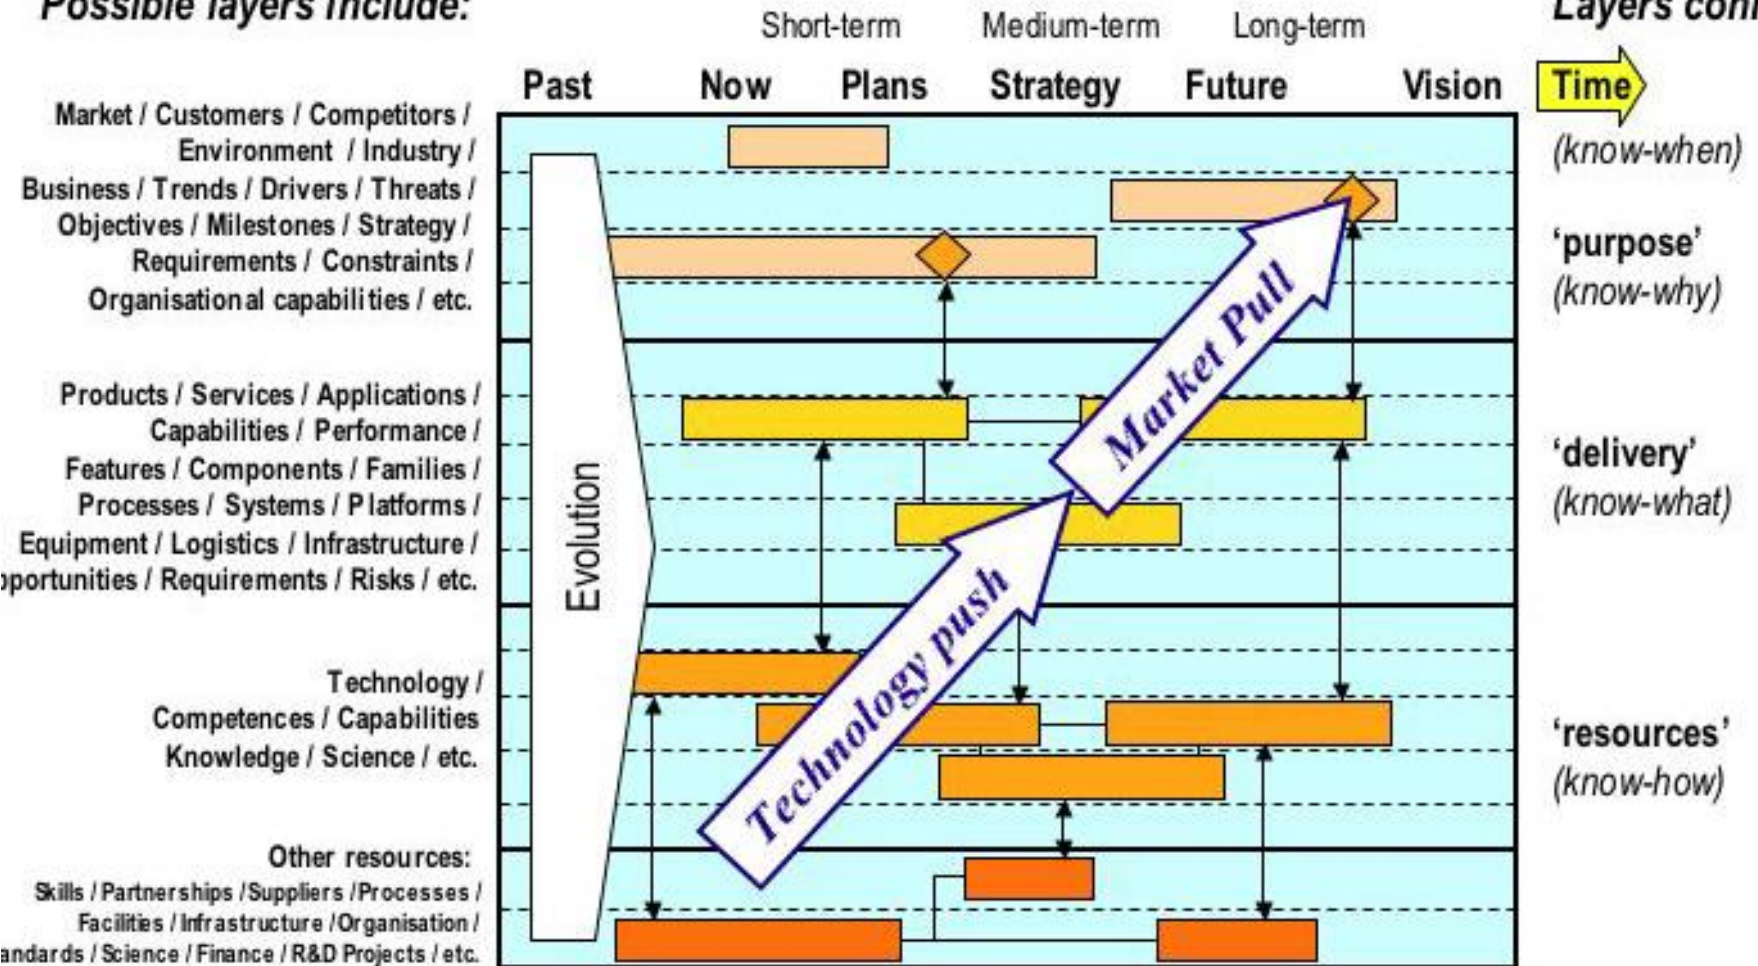 Possible layers include:
Short-term Medium-term Long-term
Layers
Past Now Plans Strategy Future Vision
Time
(know-when)
Market / Customers / Competitors /
Environment / Industry /
Business / Trends / Drivers / Threats /
Objectives / Milestones / Strategy /
Requirements / Constraints /
Organisational capabilities / etc.
‘purpose’
(know-why)
Products / Services / Applications /
Capabilities / Performance /
Features / Components / Families /
Processes / Systems / Platforms /
Equipment / Logistics / Infrastructure /
pportunities / Requirements / Risks / etc.
‘delivery’
(know-what)
Evolution
Market Pull
Technology push
Technology /
Competences / Capabilities
Knowledge / Science / etc.
‘resources’
(know-how)
Other resources:
Skills / Partnerships / Suppliers / Processes /
Facilities / Infrastructure / Organisation /
andards / Science / Finance / R&D Projects / etc.